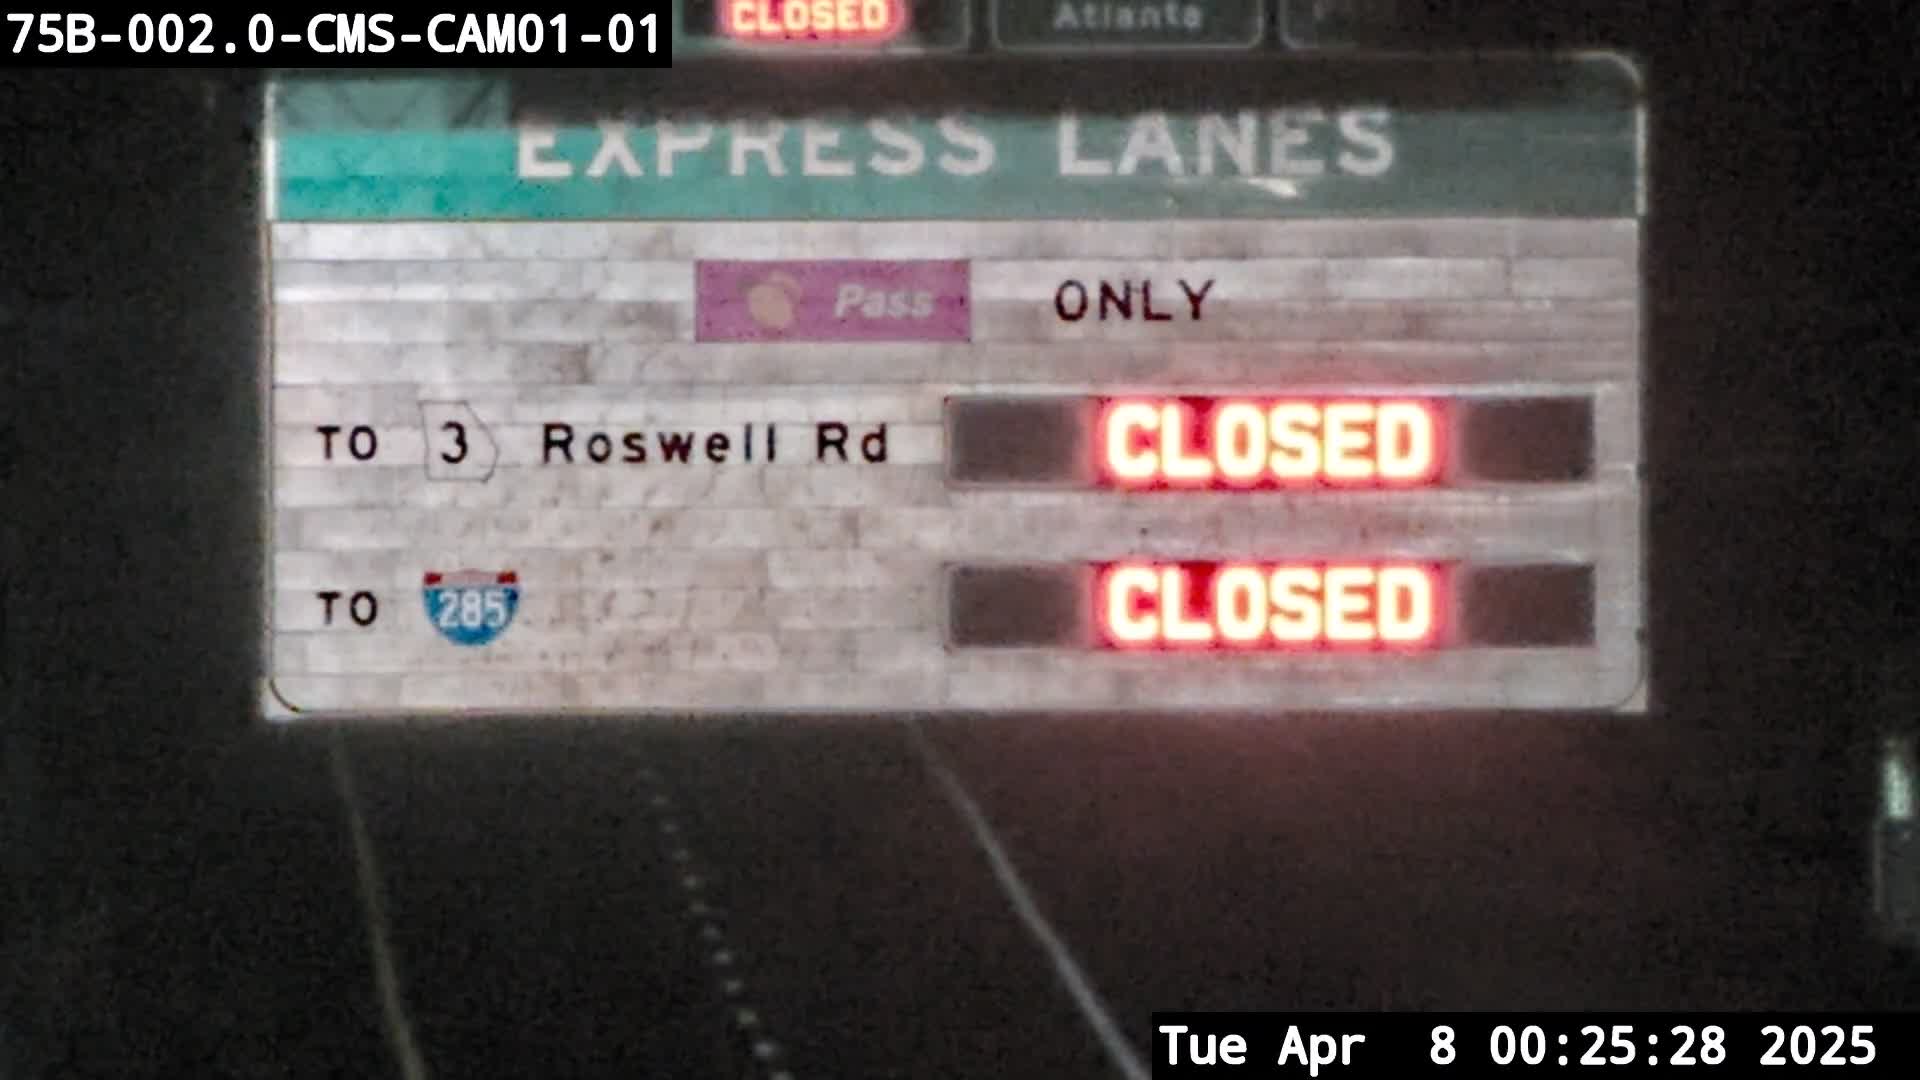 75B-002.0-CMS-CAM01-01
CLOSED
Atlanta
EXPRESS LANES
Pass ONLY
TO 3 Roswell Rd CLOSED
TO 285 CLOSED
Tue Apr 8 00:25:28 2025